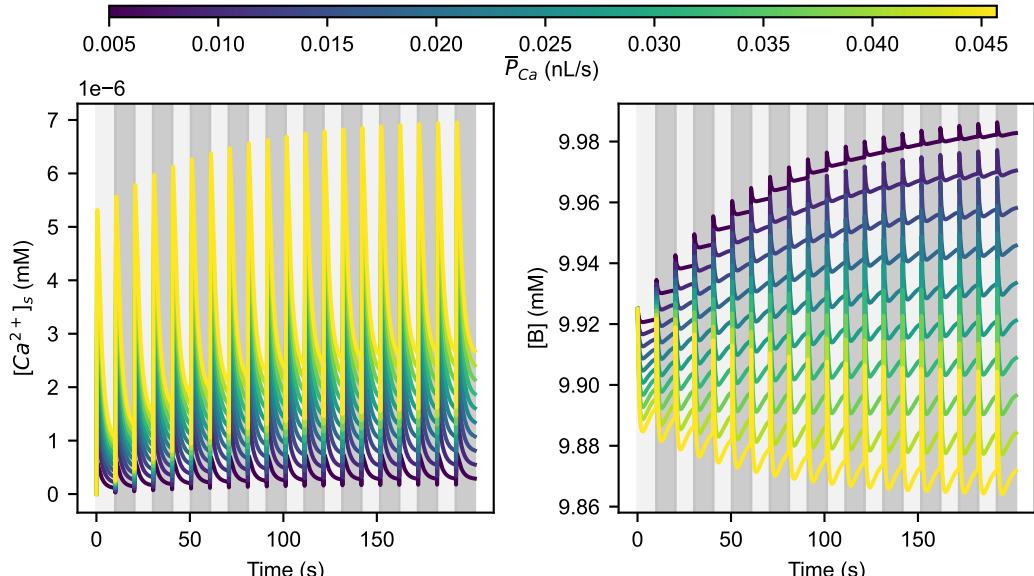 0.005 0.010 0.015 0.020 0.025 0.030 0.035 0.040 0.045
P̅_Ca (nL/s)
1e−6
7
6
5
4
3
2
1
0
[Ca²⁺]ₛ (mM)
0 50 100 150
Time (s)
9.98
9.96
9.94
9.92
9.90
9.88
9.86
[B] (mM)
0 50 100 150
Time (s)